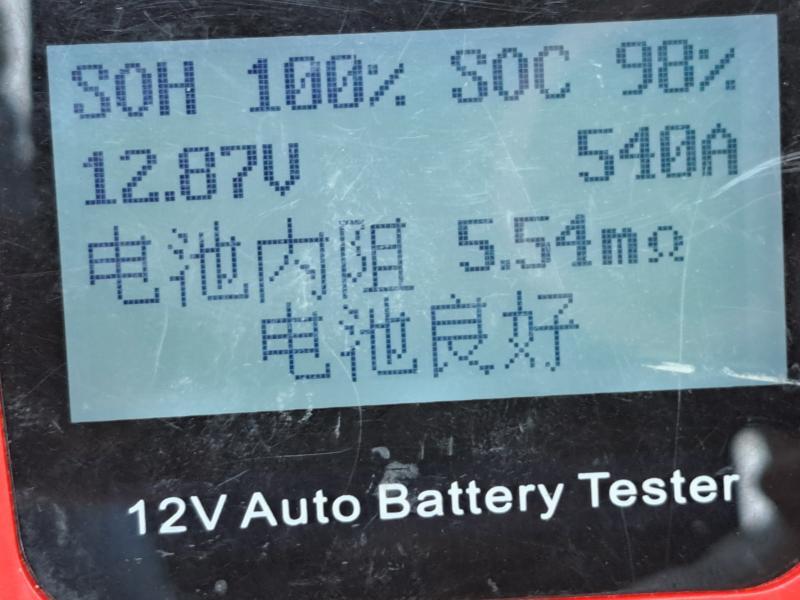 SOH 100% SOC 98%
12.87V 540A
电池内阻 5.54mΩ
电池良好
12V Auto Battery Tester